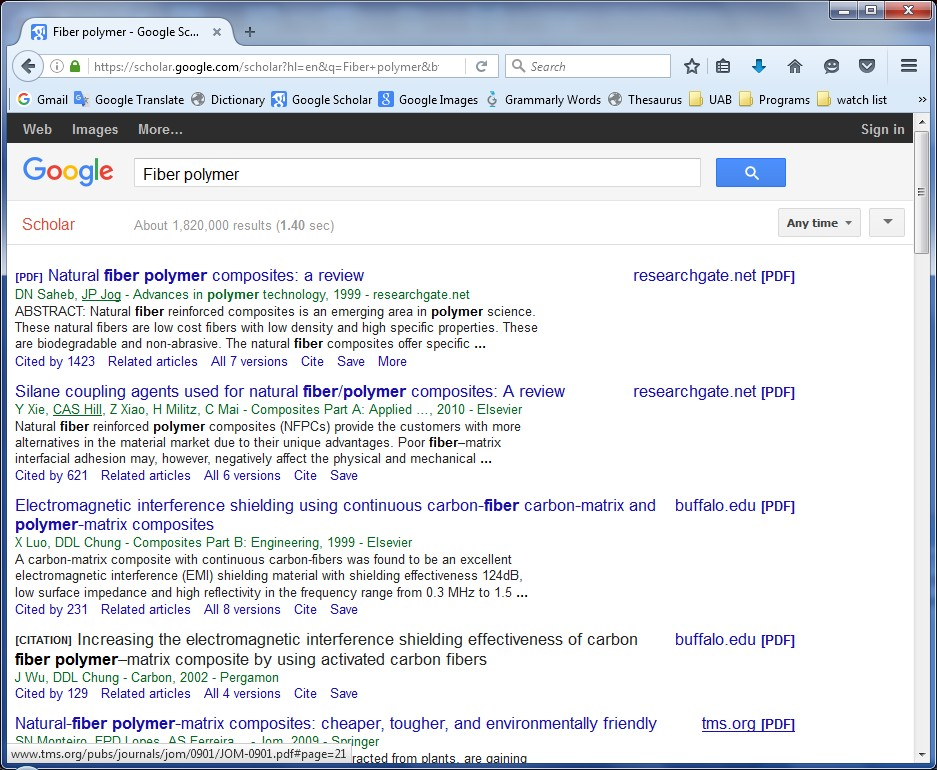 Fiber polymer - Google Sc...
https://scholar.google.com/scholar?hl=en&q=Fiber+polymer&b
Search
Gmail Google Translate Dictionary Google Scholar Google Images Grammarly Words Thesaurus UAB Programs watch list »
Web Images More... Sign in
Google Fiber polymer
Scholar About 1,820,000 results (1.40 sec) Any time
[PDF] Natural fiber polymer composites: a review researchgate.net [PDF]
DN Saheb, JP Jog - Advances in polymer technology, 1999 - researchgate.net
ABSTRACT: Natural fiber reinforced composites is an emerging area in polymer science.
These natural fibers are low cost fibers with low density and high specific properties. These
are biodegradable and non-abrasive. The natural fiber composites offer specific ...
Cited by 1423 Related articles All 7 versions Cite Save More
Silane coupling agents used for natural fiber/polymer composites: A review researchgate.net [PDF]
Y Xie, CAS Hill, Z Xiao, H Militz, C Mai - Composites Part A: Applied ..., 2010 - Elsevier
Natural fiber reinforced polymer composites (NFPCs) provide the customers with more
alternatives in the material market due to their unique advantages. Poor fiber–matrix
interfacial adhesion may, however, negatively affect the physical and mechanical ...
Cited by 621 Related articles All 6 versions Cite Save
Electromagnetic interference shielding using continuous carbon-fiber carbon-matrix and buffalo.edu [PDF]
polymer-matrix composites
X Luo, DDL Chung - Composites Part B: Engineering, 1999 - Elsevier
A carbon-matrix composite with continuous carbon-fibers was found to be an excellent
electromagnetic interference (EMI) shielding material with shielding effectiveness 124dB,
low surface impedance and high reflectivity in the frequency range from 0.3 MHz to 1.5 ...
Cited by 231 Related articles All 8 versions Cite Save
[CITATION] Increasing the electromagnetic interference shielding effectiveness of carbon buffalo.edu [PDF]
fiber polymer–matrix composite by using activated carbon fibers
J Wu, DDL Chung - Carbon, 2002 - Pergamon
Cited by 129 Related articles All 4 versions Cite Save
Natural-fiber polymer-matrix composites: cheaper, tougher, and environmentally friendly tms.org [PDF]
SN Monteiro, FPD Lopes, AS Ferreira... - Jom, 2009 - Springer
www.tms.org/pubs/journals/jom/0901/JOM-0901.pdf#page=21 racted from plants, are gaining